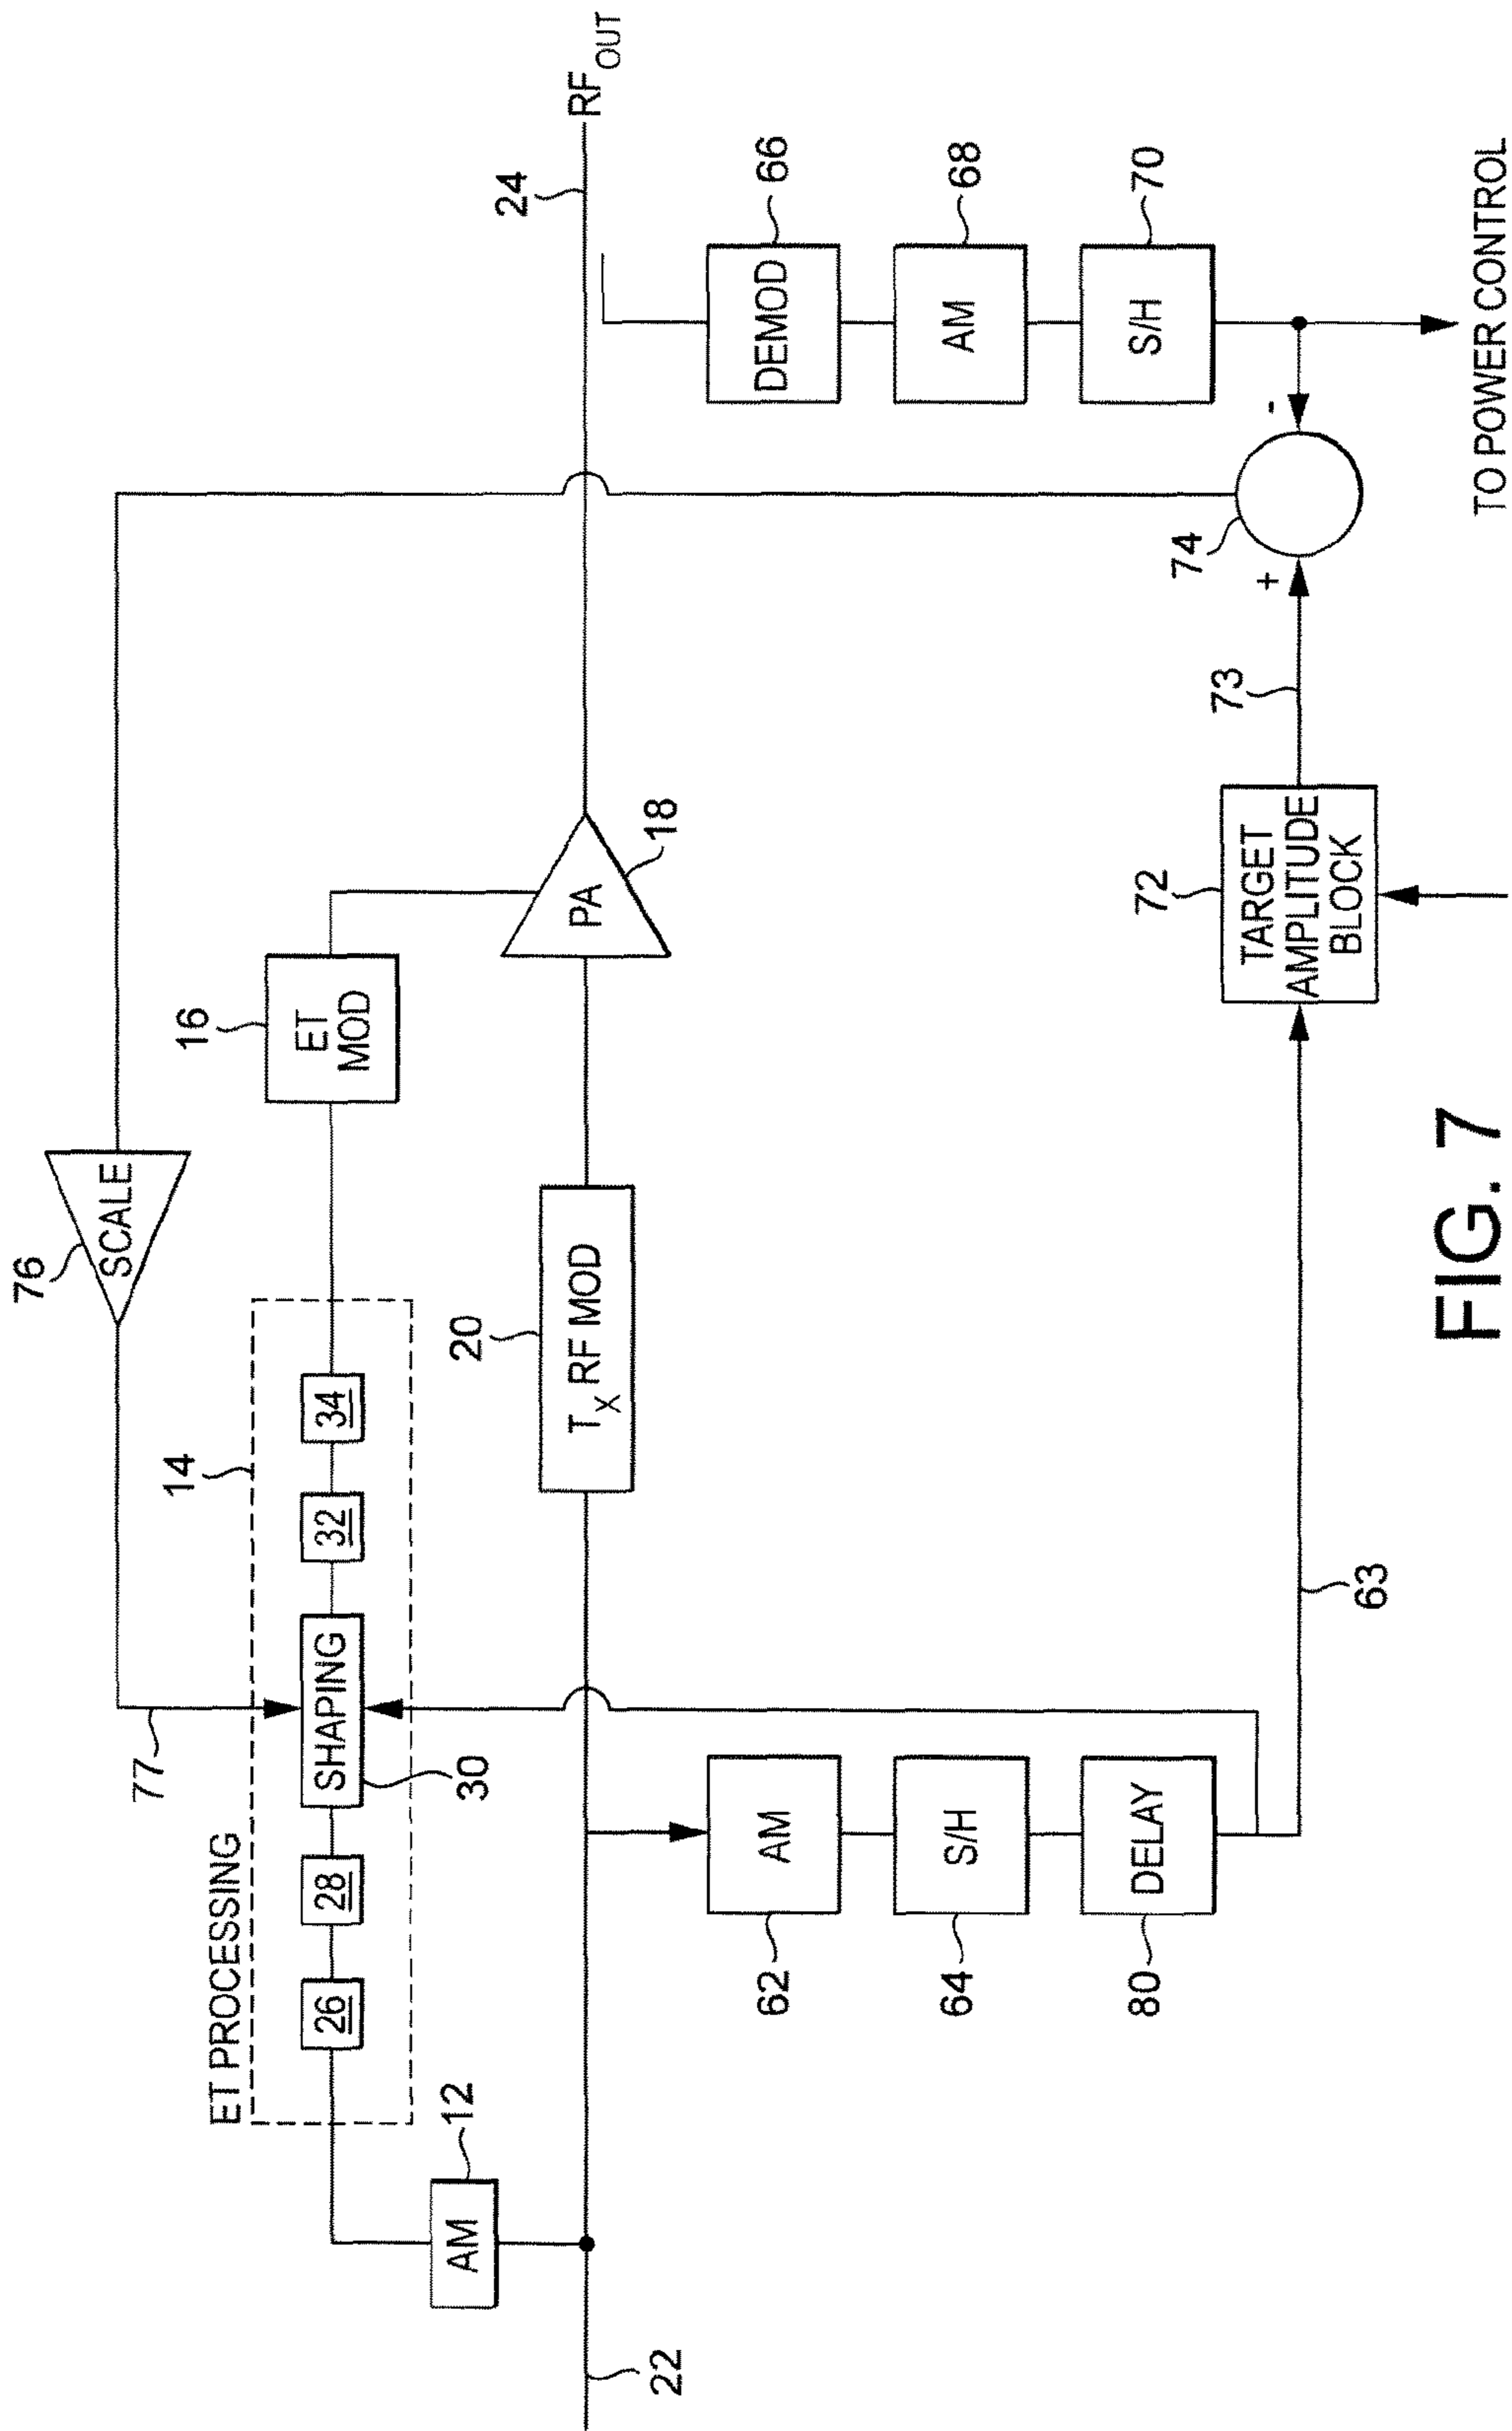 76
SCALE
77
ET PROCESSING
14
26
28
SHAPING
30
32
34
16
ET
MOD
12
AM
22
20
TX RF MOD
PA
18
24
RFOUT
62
AM
64
S/H
80
DELAY
63
72
TARGET
AMPLITUDE
BLOCK
73
74
+
-
DEMOD
66
AM
68
S/H
70
TO POWER CONTROL
FIG. 7